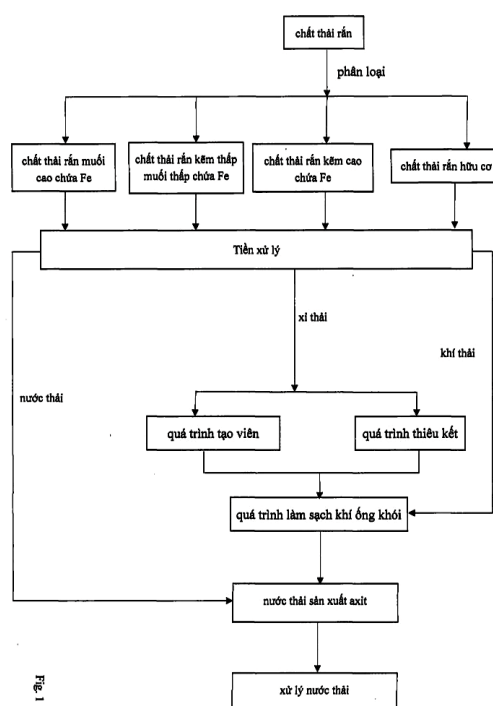 chất thải rắn
phân loại
chất thải rắn muối
cao chứa Fe
chất thải rắn kẽm thấp
muối thấp chứa Fe
chất thải rắn kẽm cao
chứa Fe
chất thải rắn hữu cơ
Tiền xử lý
xỉ thải
khí thải
nước thải
quá trình tạo viên
quá trình thiêu kết
quá trình làm sạch khí ống khói
nước thải sản xuất axit
xử lý nước thải
Fig. 1